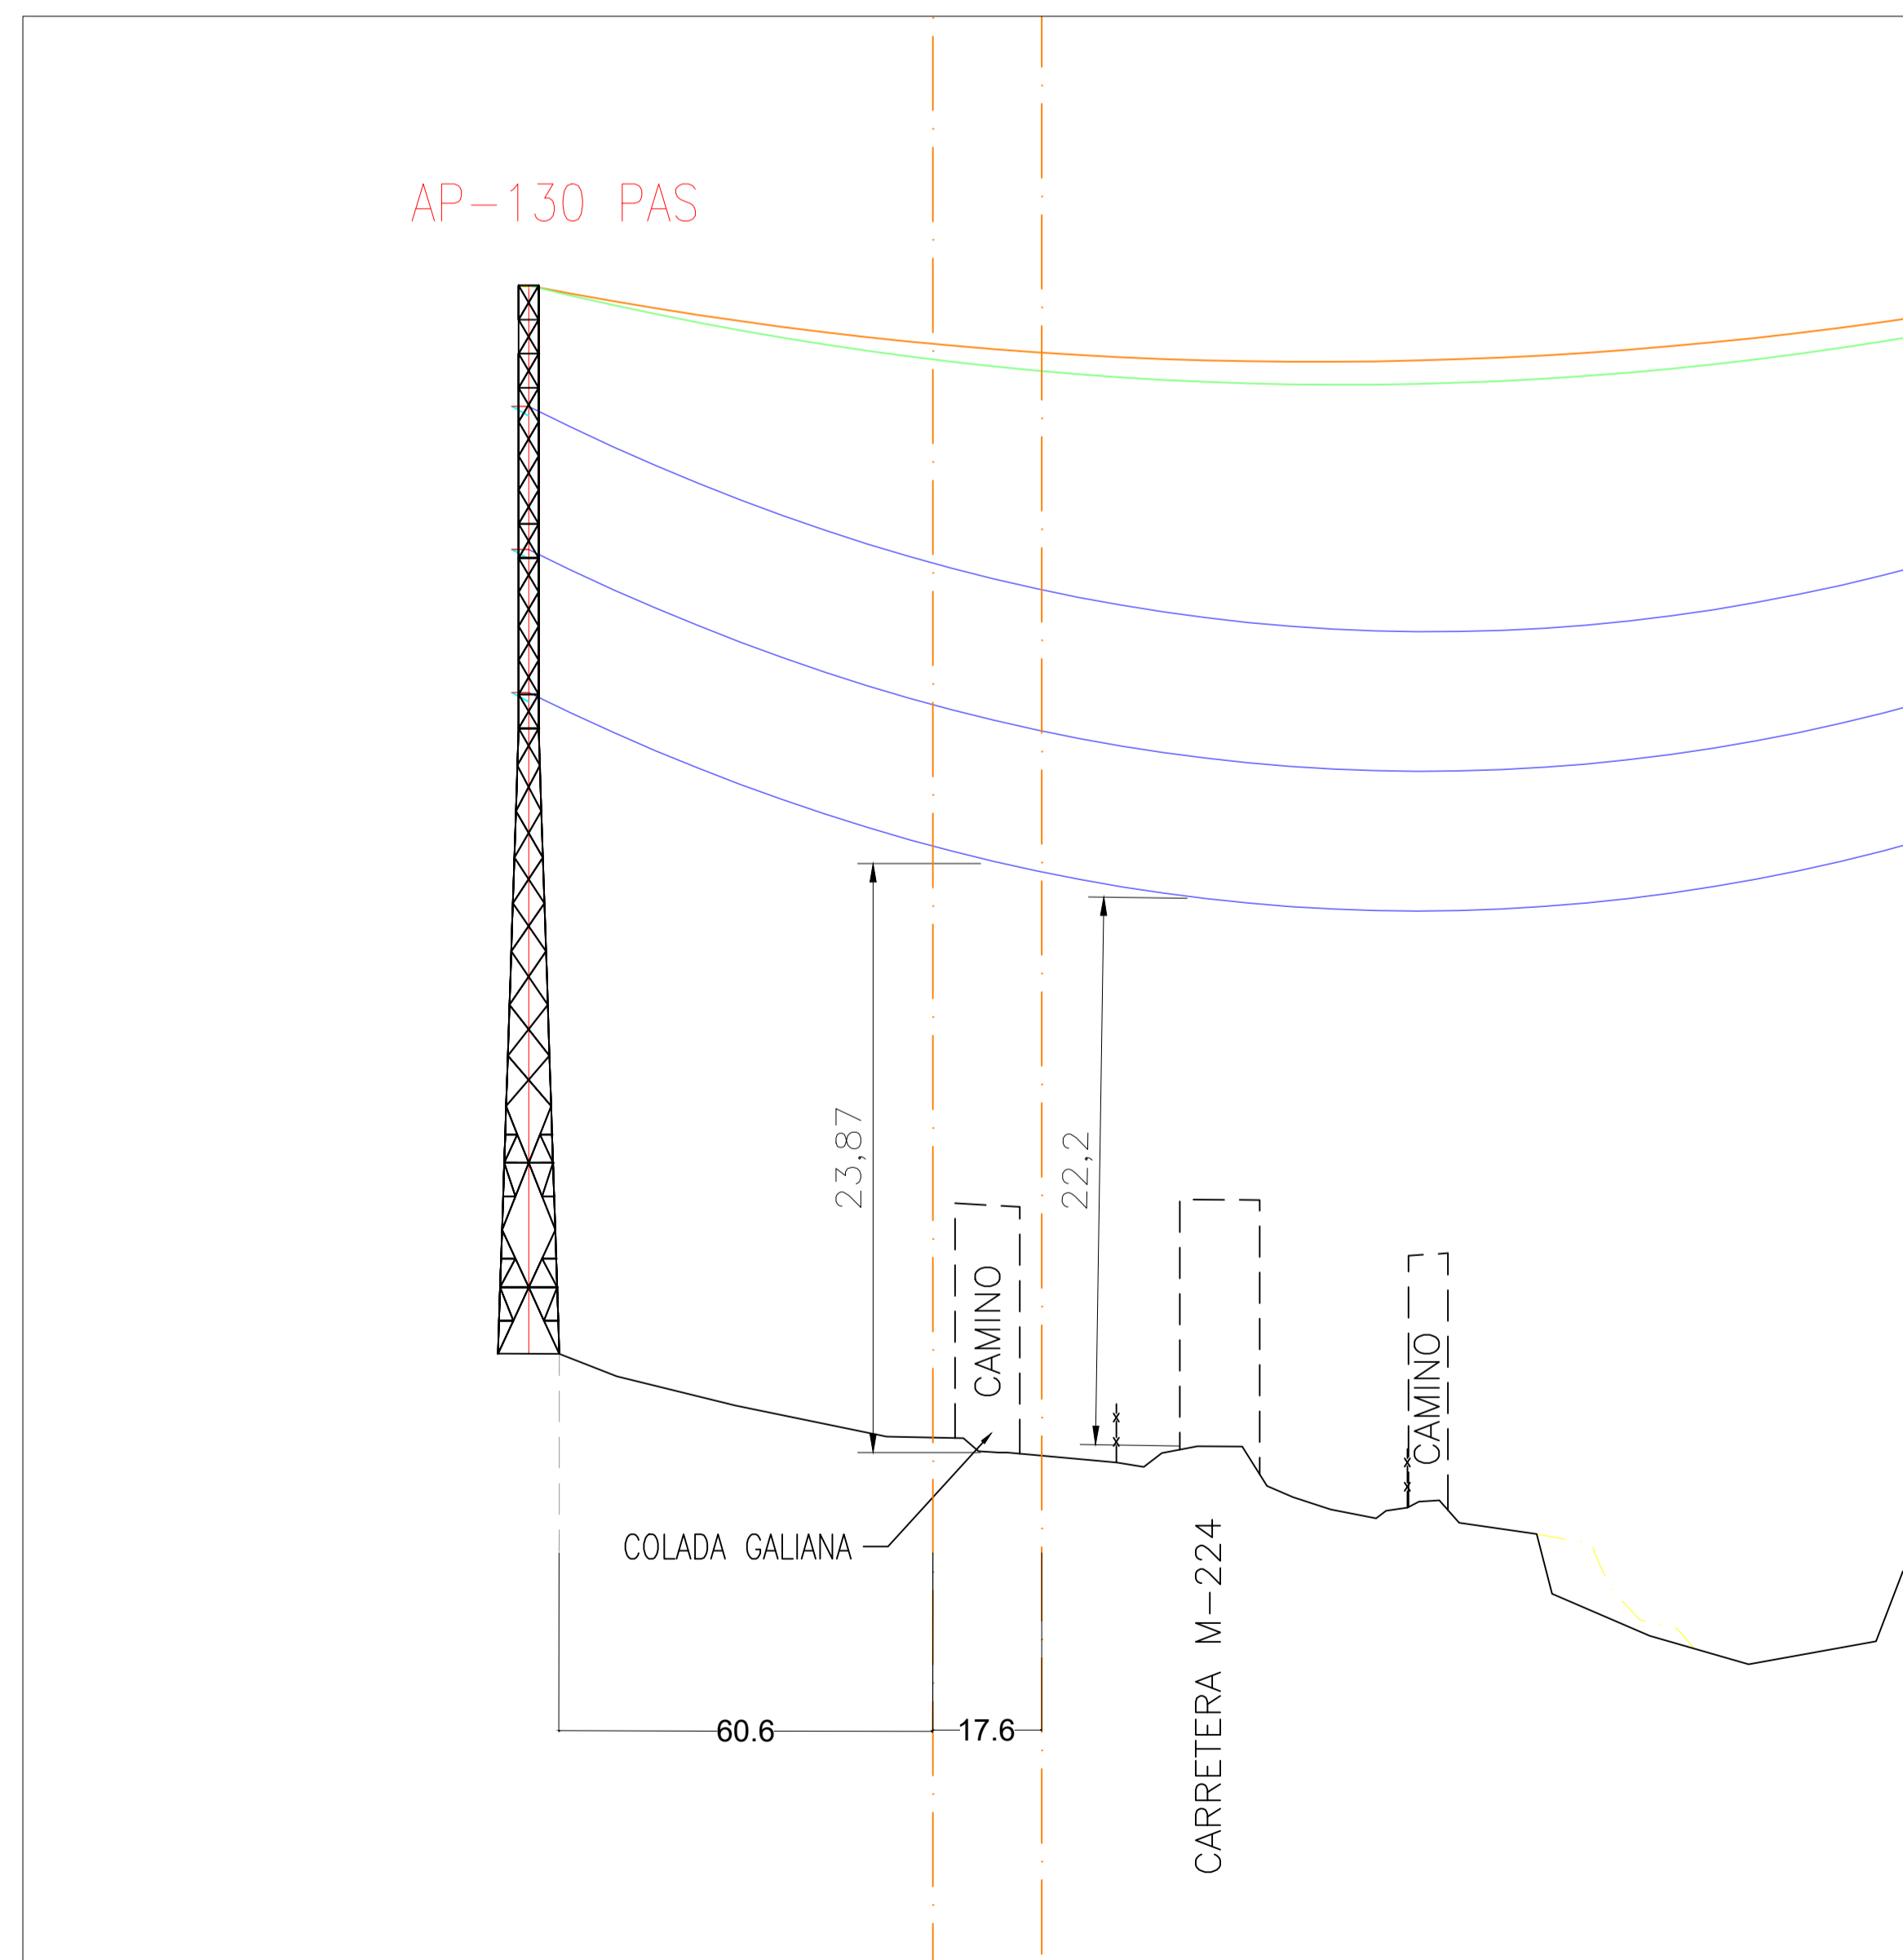 AP-130 PAS
23,87
22,2
CAMINO
CAMINO
COLADA GALIANA
CARRETERA M-224
60.6
17.6